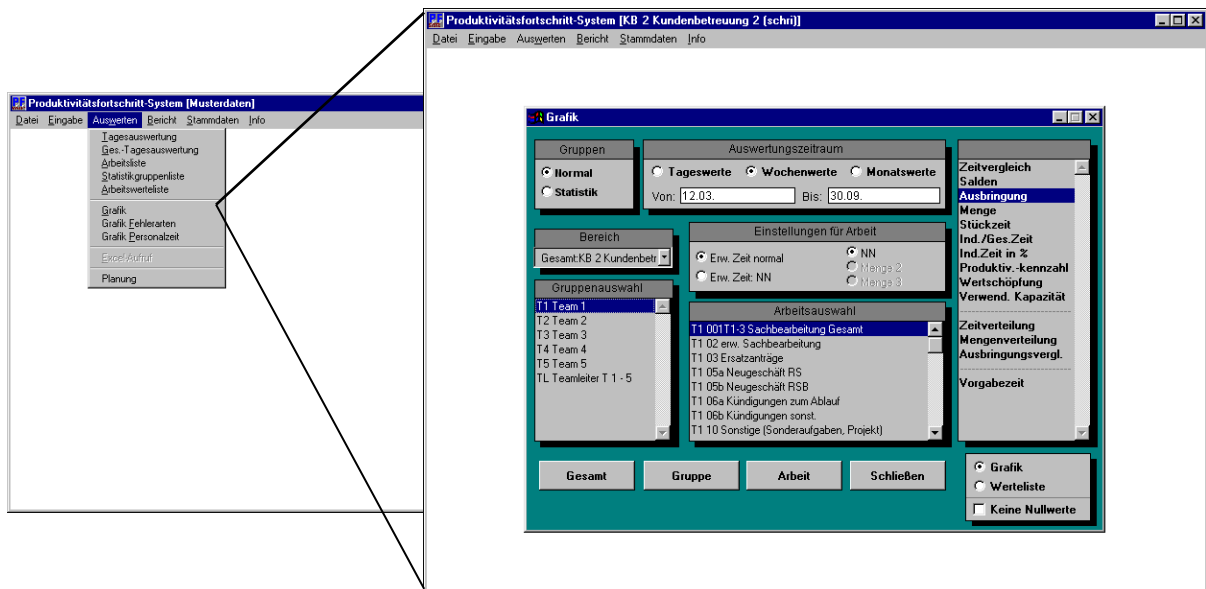 Produktivitätsfortschritt-System [KB 2 Kundenbetreuung 2 (schri)]
Datei Eingabe Auswerten Bericht Stammdaten Info
Produktivitätsfortschritt-System [Musterdaten]
Datei Eingabe Auswerten Bericht Stammdaten Info
Tagesauswertung
Ges.-Tagesauswertung
Arbeitsliste
Statistikgruppenliste
Arbeitswerteliste
Grafik
Grafik Fehlerarten
Grafik Personalzeit
Excel-Aufruf
Planung
Grafik
Gruppen
Normal
Statistik
Auswertungszeitraum
Tageswerte Wochenwerte Monatswerte
Von: 12.03. Bis: 30.09.
Bereich
Gesamt:KB 2 Kundenbetr
Einstellungen für Arbeit
Erw. Zeit normal
Erw. Zeit: NN
NN
Menge 2
Menge 3
Gruppenauswahl
T1 Team 1
T2 Team 2
T3 Team 3
T4 Team 4
T5 Team 5
TL Teamleiter T 1 - 5
Arbeitsauswahl
T1 001T1-3 Sachbearbeitung Gesamt
T1 02 erw. Sachbearbeitung
T1 03 Ersatzanträge
T1 05a Neugeschäft RS
T1 05b Neugeschäft RSB
T1 06a Kündigungen zum Ablauf
T1 06b Kündigungen sonst.
T1 10 Sonstige (Sonderaufgaben, Projekt)
Zeitvergleich
Salden
Ausbringung
Menge
Stückzeit
Ind./Ges.Zeit
Ind.Zeit in %
Produktiv.-kennzahl
Wertschöpfung
Verwend. Kapazität
Zeitverteilung
Mengenverteilung
Ausbringungsvergl.
Vorgabezeit
Gesamt Gruppe Arbeit Schließen
Grafik
Werteliste
Keine Nullwerte